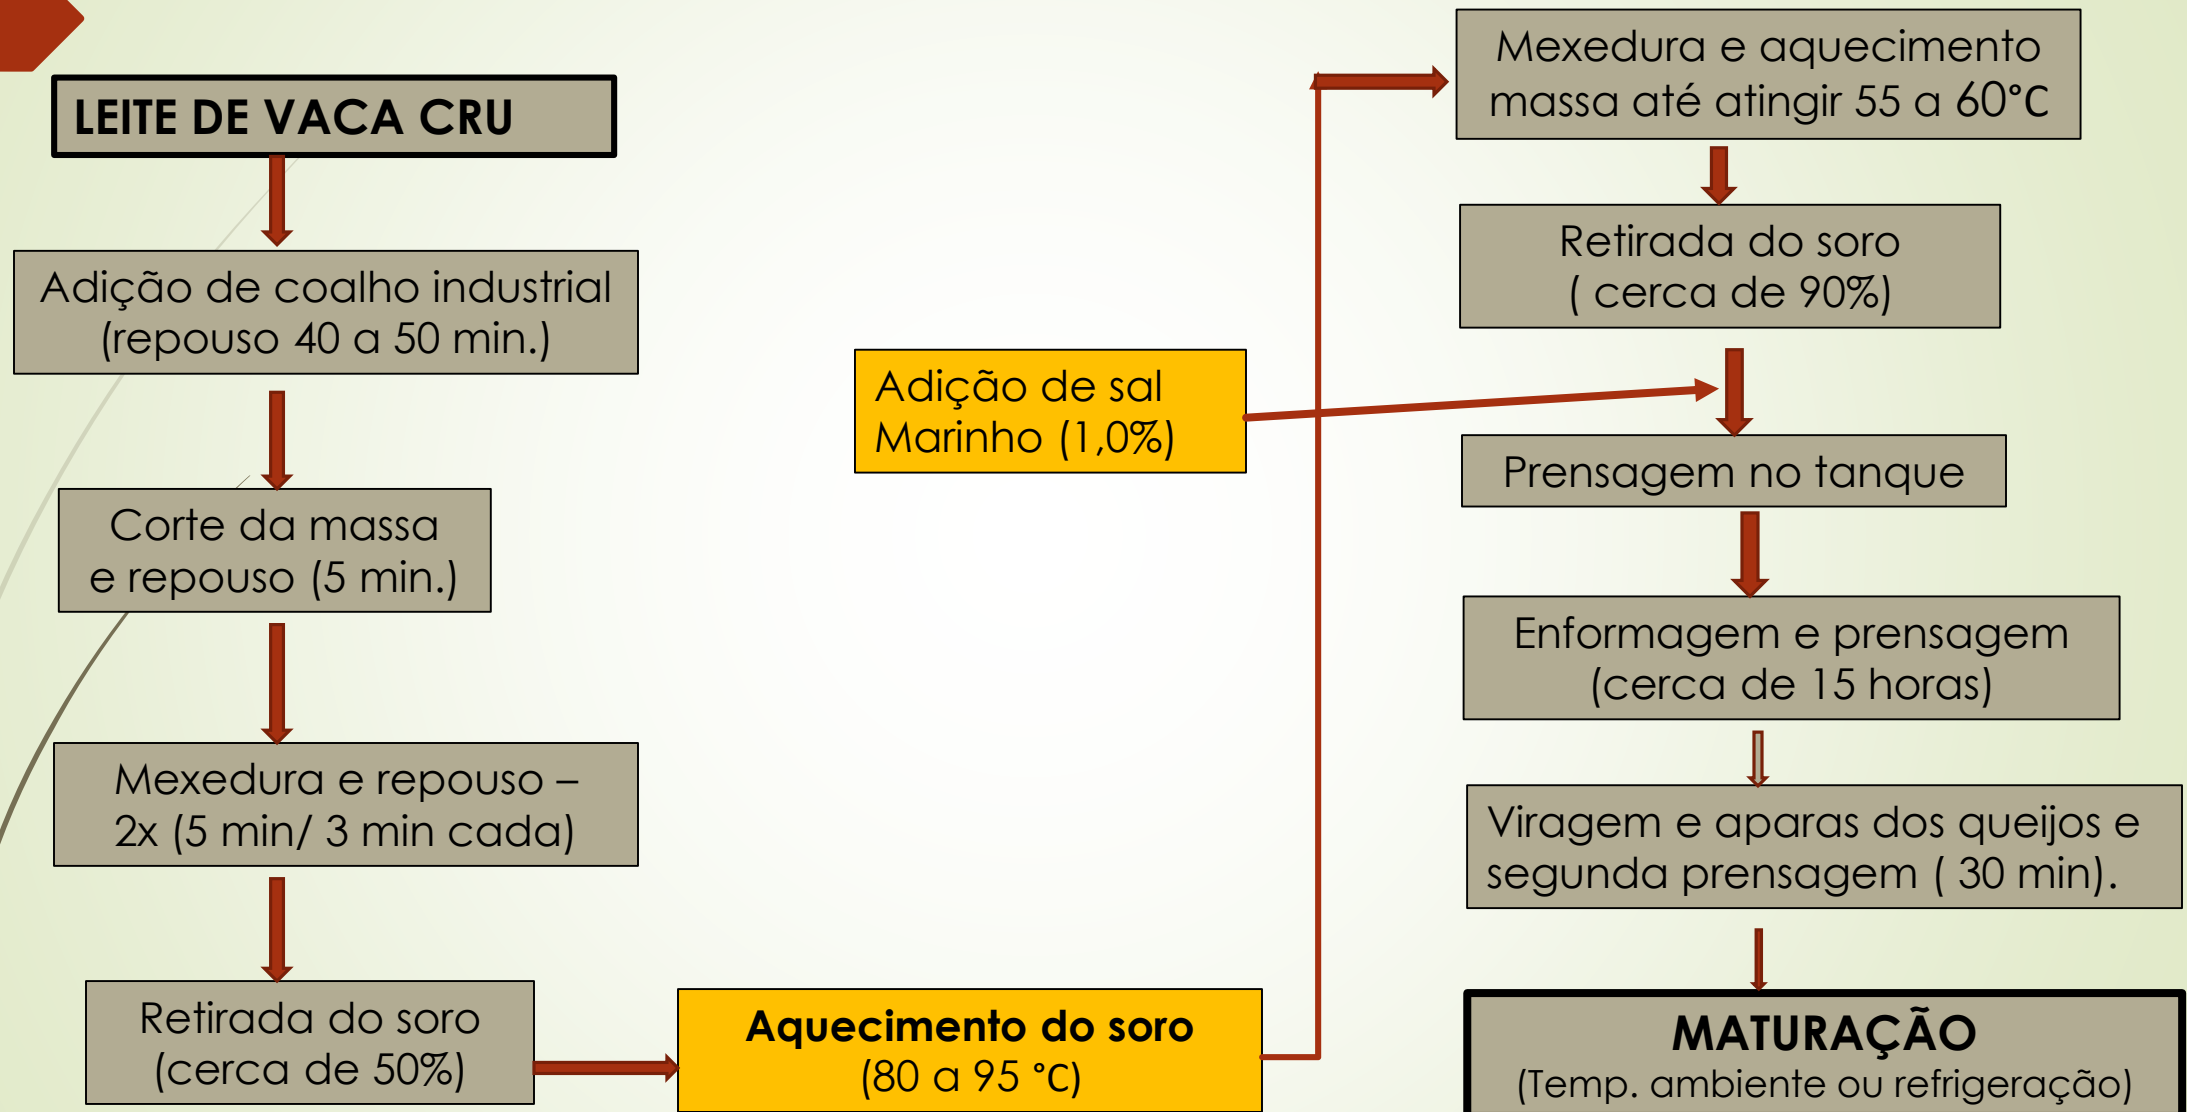 LEITE DE VACA CRU
Adição de coalho industrial
(repouso 40 a 50 min.)
Corte da massa
e repouso (5 min.)
Mexedura e repouso –
2x (5 min/ 3 min cada)
Retirada do soro
(cerca de 50%)
Aquecimento do soro
(80 a 95 °C)
Mexedura e aquecimento
massa até atingir 55 a 60°C
Retirada do soro
( cerca de 90%)
Adição de sal
Marinho (1,0%)
Prensagem no tanque
Enformagem e prensagem
(cerca de 15 horas)
Viragem e aparas dos queijos e
segunda prensagem ( 30 min).
MATURAÇÃO
(Temp. ambiente ou refrigeração)